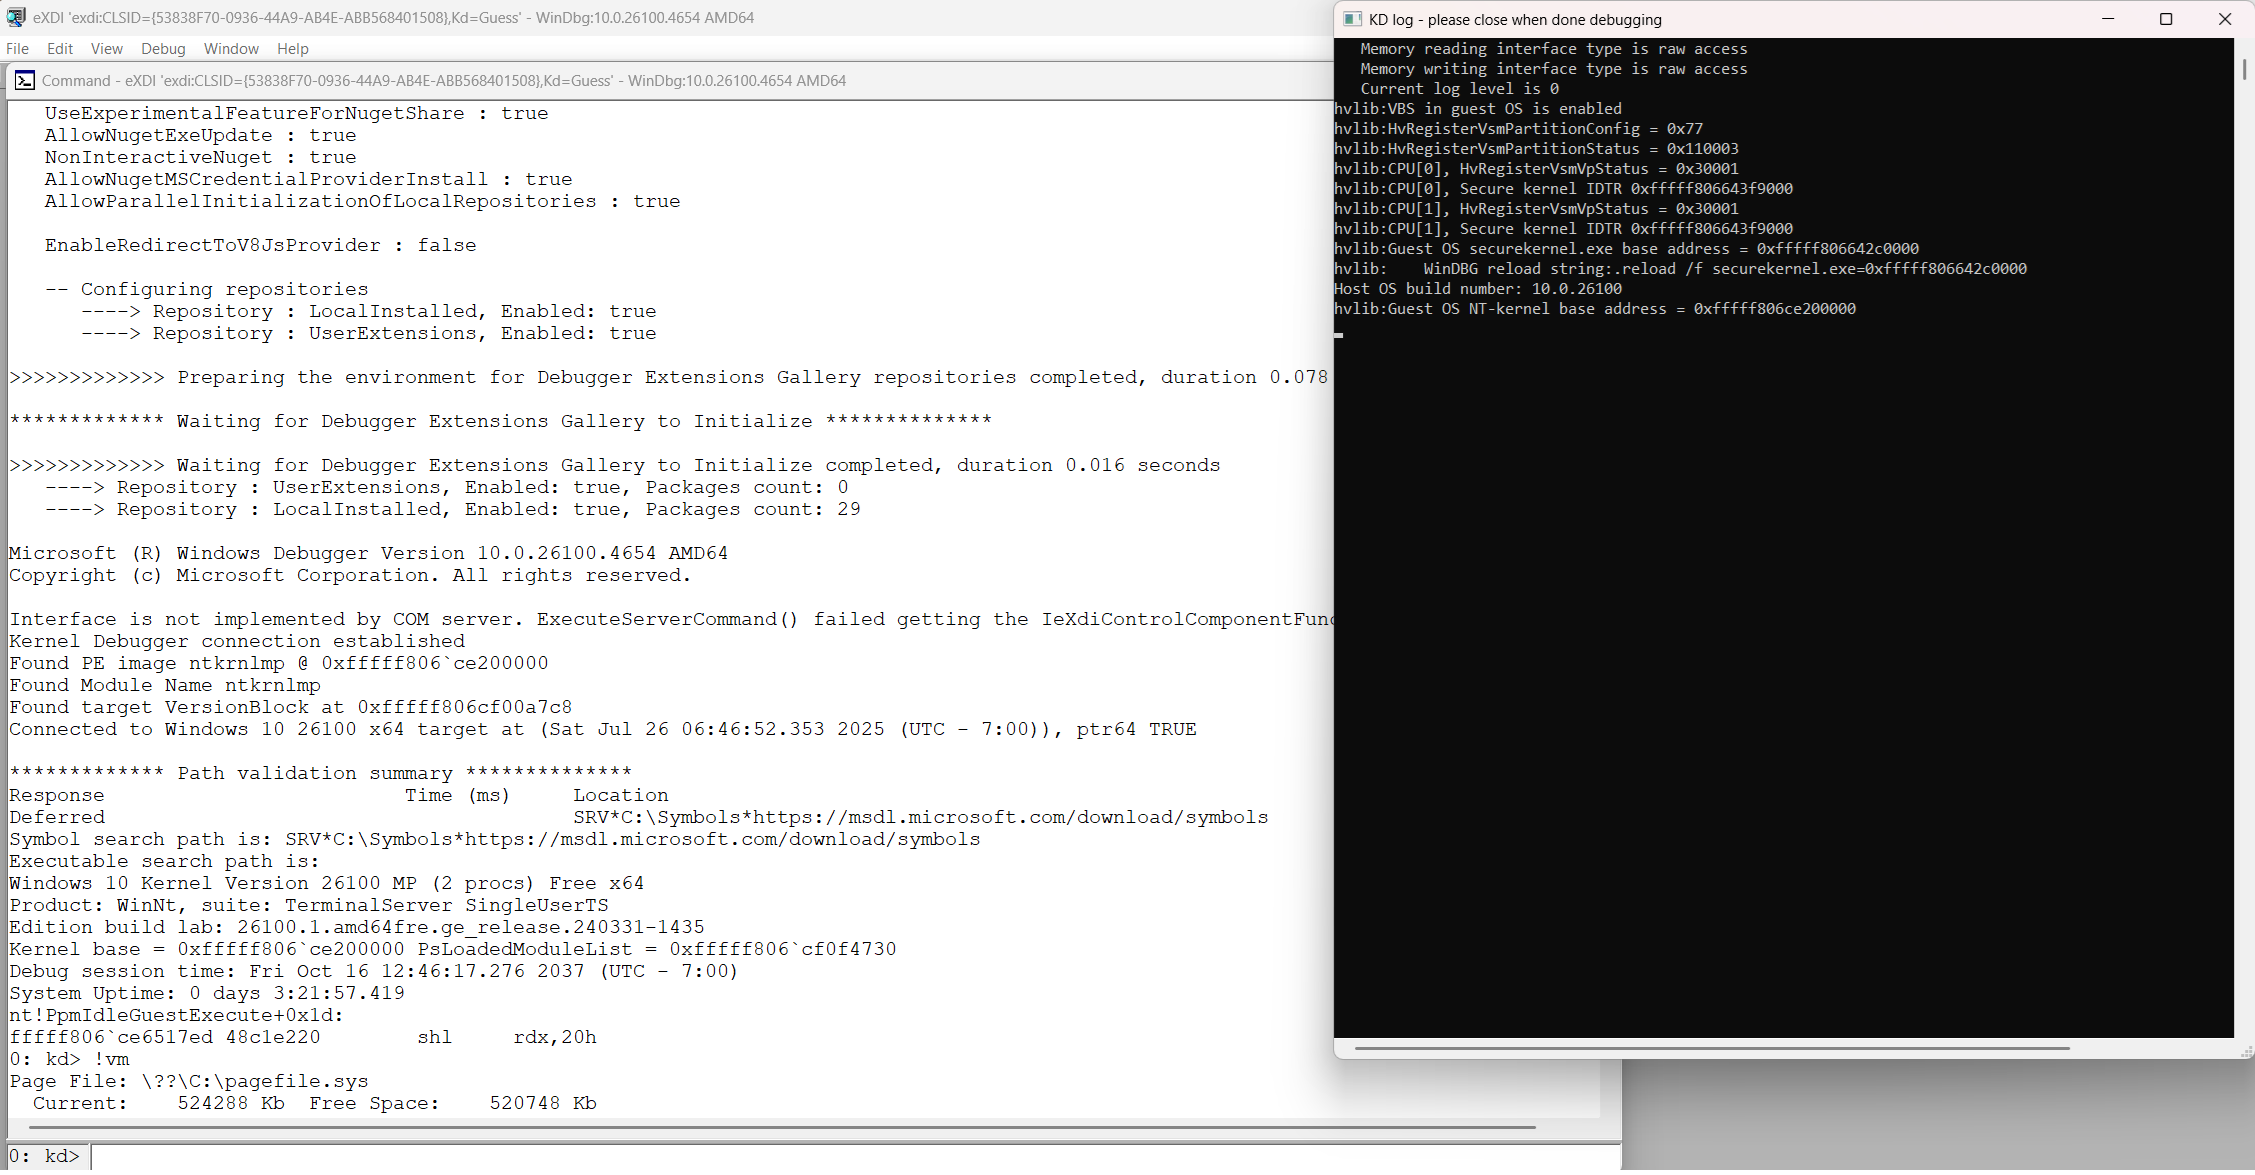 eXDI 'exdi:CLSID={53838F70-0936-44A9-AB4E-ABB568401508},Kd=Guess' - WinDbg:10.0.26100.4654 AMD64
File Edit View Debug Window Help
Command - eXDI 'exdi:CLSID={53838F70-0936-44A9-AB4E-ABB568401508},Kd=Guess' - WinDbg:10.0.26100.4654 AMD64
UseExperimentalFeatureForNugetShare : true
AllowNugetExeUpdate : true
NonInteractiveNuget : true
AllowNugetMSCredentialProviderInstall : true
AllowParallelInitializationOfLocalRepositories : true
EnableRedirectToV8JsProvider : false
-- Configuring repositories
----> Repository : LocalInstalled, Enabled: true
----> Repository : UserExtensions, Enabled: true
>>>>>>>>>>>>> Preparing the environment for Debugger Extensions Gallery repositories completed, duration 0.078
************* Waiting for Debugger Extensions Gallery to Initialize **************
>>>>>>>>>>>>> Waiting for Debugger Extensions Gallery to Initialize completed, duration 0.016 seconds
----> Repository : UserExtensions, Enabled: true, Packages count: 0
----> Repository : LocalInstalled, Enabled: true, Packages count: 29
Microsoft (R) Windows Debugger Version 10.0.26100.4654 AMD64
Copyright (c) Microsoft Corporation. All rights reserved.
Interface is not implemented by COM server. ExecuteServerCommand() failed getting the IeXdiControlComponentFunc
Kernel Debugger connection established
Found PE image ntkrnlmp @ 0xfffff806`ce200000
Found Module Name ntkrnlmp
Found target VersionBlock at 0xfffff806cf00a7c8
Connected to Windows 10 26100 x64 target at (Sat Jul 26 06:46:52.353 2025 (UTC - 7:00)), ptr64 TRUE
************* Path validation summary **************
Response Time (ms) Location
Deferred SRV*C:\Symbols*https://msdl.microsoft.com/download/symbols
Symbol search path is: SRV*C:\Symbols*https://msdl.microsoft.com/download/symbols
Executable search path is:
Windows 10 Kernel Version 26100 MP (2 procs) Free x64
Product: WinNt, suite: TerminalServer SingleUserTS
Edition build lab: 26100.1.amd64fre.ge_release.240331-1435
Kernel base = 0xfffff806`ce200000 PsLoadedModuleList = 0xfffff806`cf0f4730
Debug session time: Fri Oct 16 12:46:17.276 2037 (UTC - 7:00)
System Uptime: 0 days 3:21:57.419
nt!PpmIdleGuestExecute+0x1d:
fffff806`ce6517ed 48c1e220 shl rdx,20h
0: kd> !vm
Page File: \??\C:\pagefile.sys
Current: 524288 Kb Free Space: 520748 Kb
0: kd>
KD log - please close when done debugging
Memory reading interface type is raw access
Memory writing interface type is raw access
Current log level is 0
hvlib:VBS in guest OS is enabled
hvlib:HvRegisterVsmPartitionConfig = 0x77
hvlib:HvRegisterVsmPartitionStatus = 0x110003
hvlib:CPU[0], HvRegisterVsmVpStatus = 0x30001
hvlib:CPU[0], Secure kernel IDTR 0xfffff806643f9000
hvlib:CPU[1], HvRegisterVsmVpStatus = 0x30001
hvlib:CPU[1], Secure kernel IDTR 0xfffff806643f9000
hvlib:Guest OS securekernel.exe base address = 0xfffff806642c0000
hvlib: WinDBG reload string:.reload /f securekernel.exe=0xfffff806642c0000
Host OS build number: 10.0.26100
hvlib:Guest OS NT-kernel base address = 0xfffff806ce200000